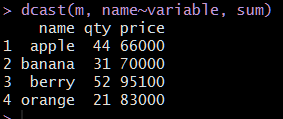 > dcast(m, name~variable, sum)
    name qty price
1  apple  44 66000
2 banana  31 70000
3  berry  52 95100
4 orange  21 83000
>